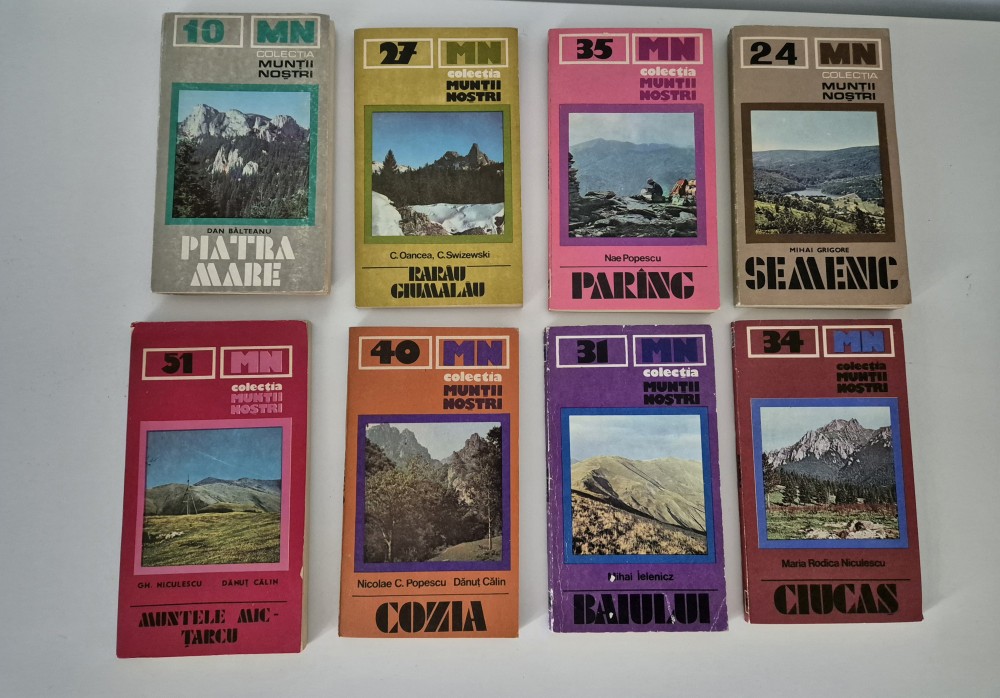 10 MN
COLECȚIA
MUNȚII
NOȘTRI
DAN BĂLTEANU
PIATRA
MARE
27 MN
colecția
MUNȚII
NOȘTRI
C. Oancea, C. Swizewski
RARĂU
GIUMALĂU
35 MN
colecția
MUNȚII
NOȘTRI
Nae Popescu
PARÎNG
24 MN
COLECȚIA
MUNȚII
NOȘTRI
MIHAI GRIGORE
SEMENIC
51 MN
colecția
MUNȚII
NOȘTRI
GH. NICULESCU DĂNUȚ CĂLIN
MUNTELE MIC -
ȚARCU
40 MN
colecția
MUNȚII
NOȘTRI
Nicolae C. Popescu Dănuț Călin
COZIA
31 MN
colecția
MUNȚII
NOȘTRI
Mihai Ielenicz
BAIULUI
34 MN
colecția
MUNȚII
NOȘTRI
Maria Rodica Niculescu
CIUCAȘ